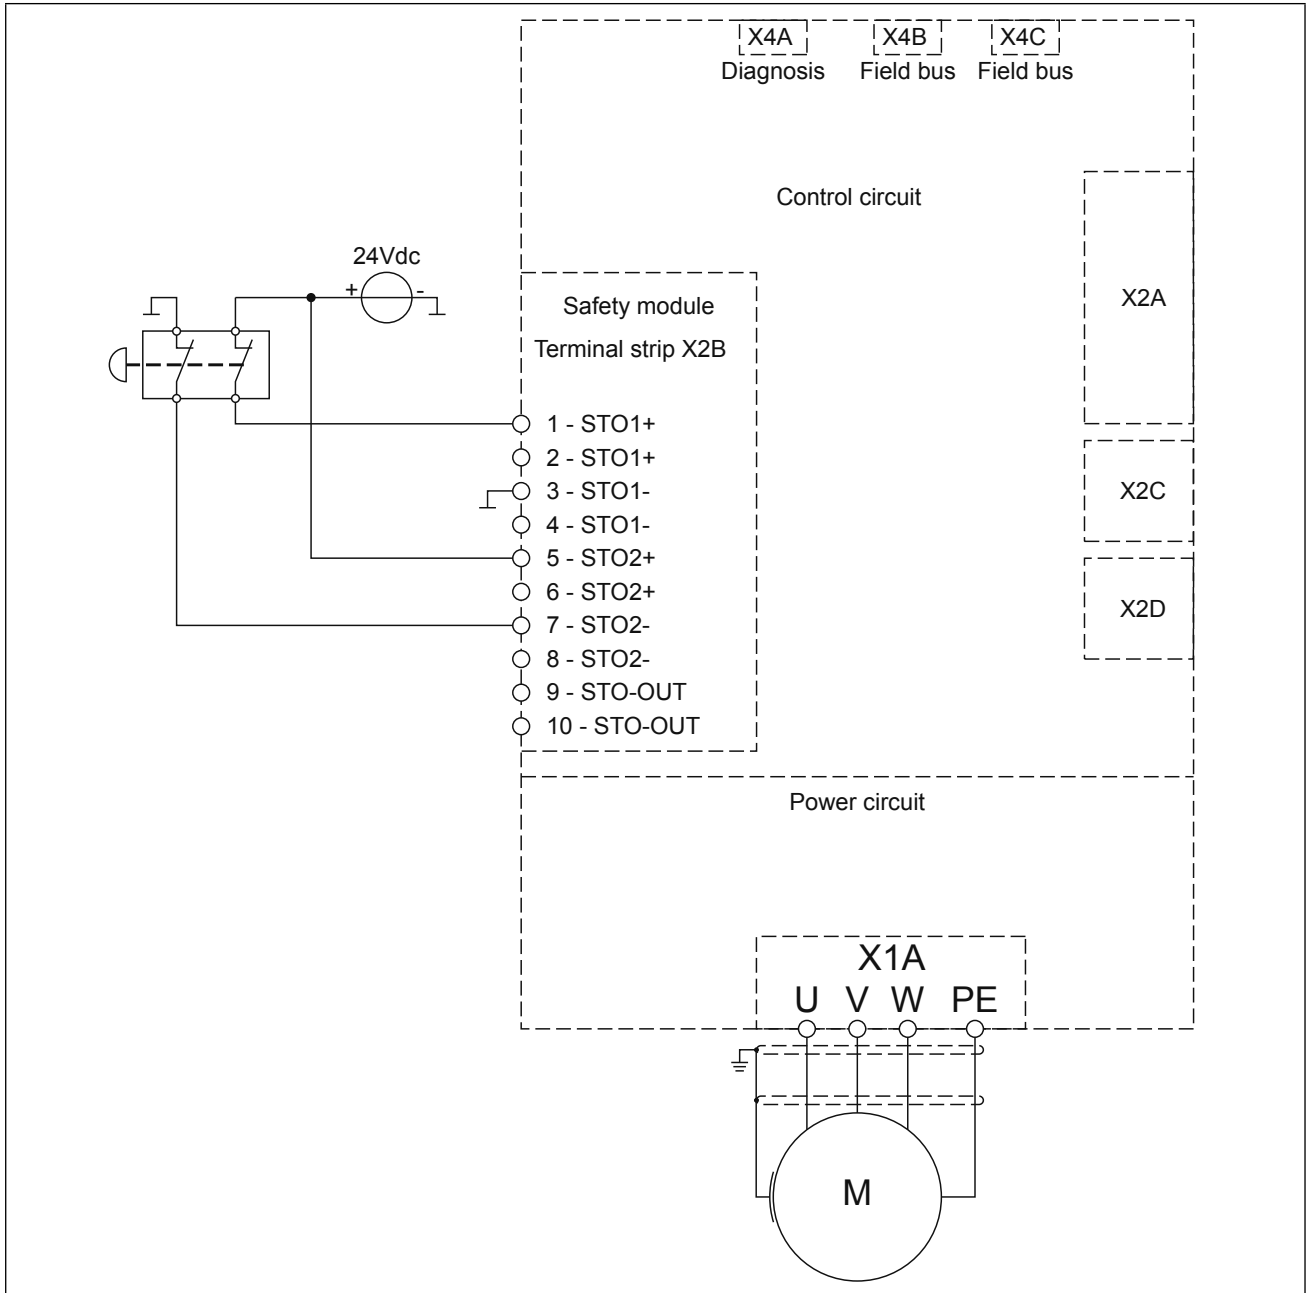 X4A X4B X4C
Diagnosis Field bus Field bus
Control circuit
24Vdc
+ -
Safety module
Terminal strip X2B
X2A
1 - STO1+
2 - STO1+
3 - STO1-
4 - STO1-
5 - STO2+
6 - STO2+
7 - STO2-
8 - STO2-
9 - STO-OUT
10 - STO-OUT
X2C
X2D
Power circuit
X1A
U V W PE
M